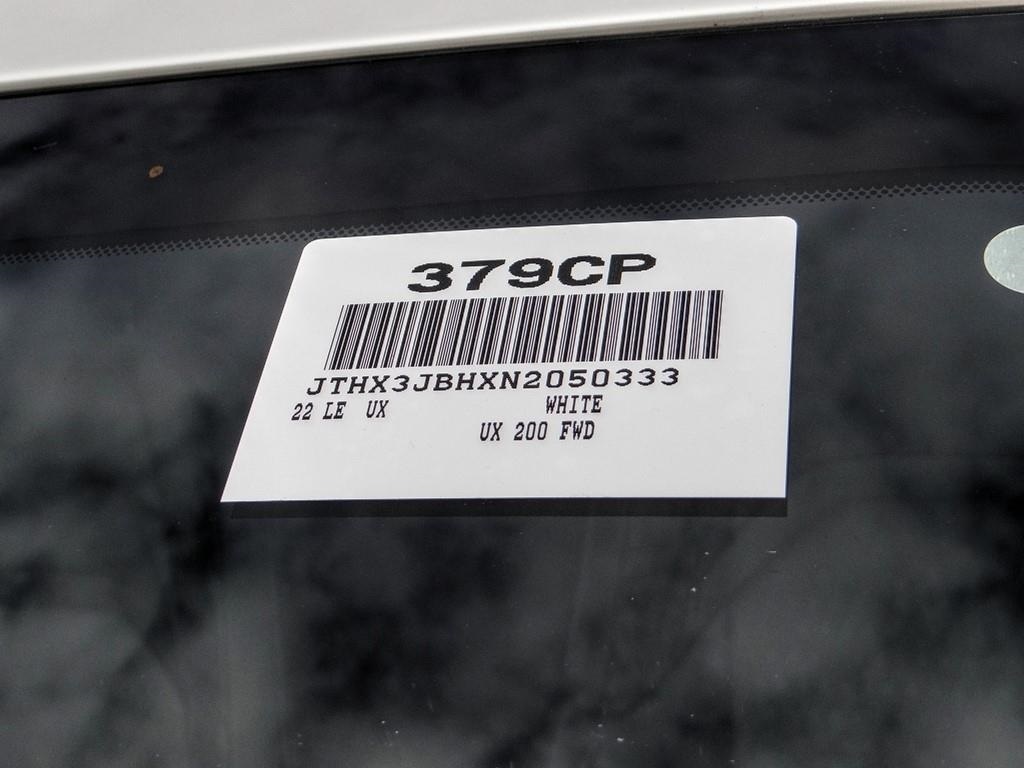 379CP
JTHX3JBHXN2050333
22 LE UX WHITE
UX 200 FWD